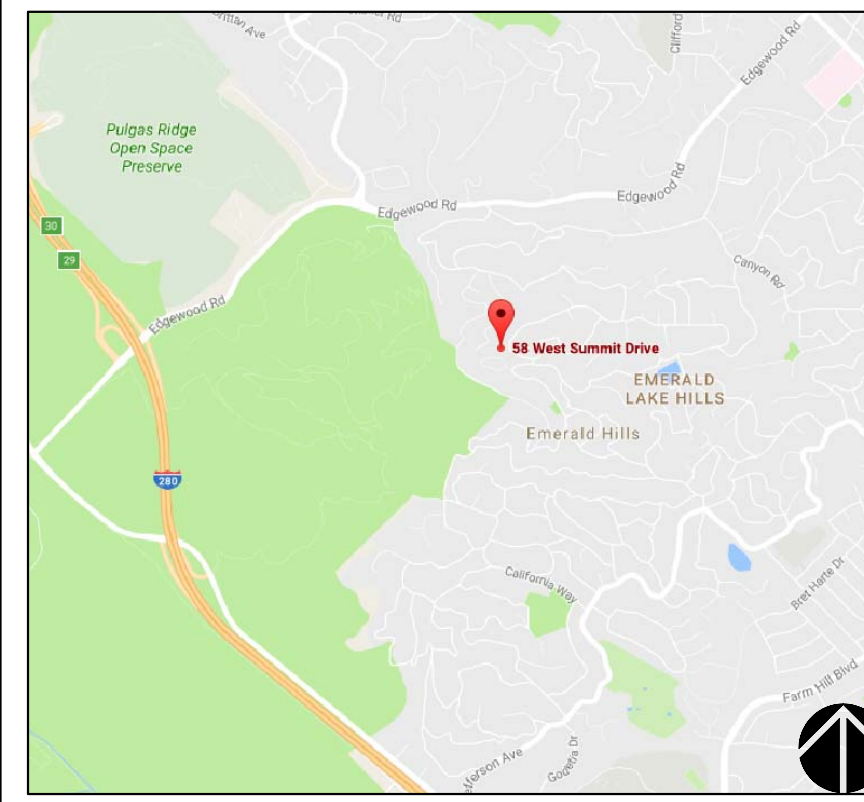 Brittan Ave
Clifford
Edgewood Rd
Pulgas Ridge
Open Space
Preserve
Edgewood Rd
Edgewood Rd
30
29
Canyon Rd
Edgewood Rd
58 West Summit Drive
EMERALD
LAKE HILLS
Emerald Hills
280
California Way
Bret Harte Dr
Farm Hill Blvd
Jefferson Ave